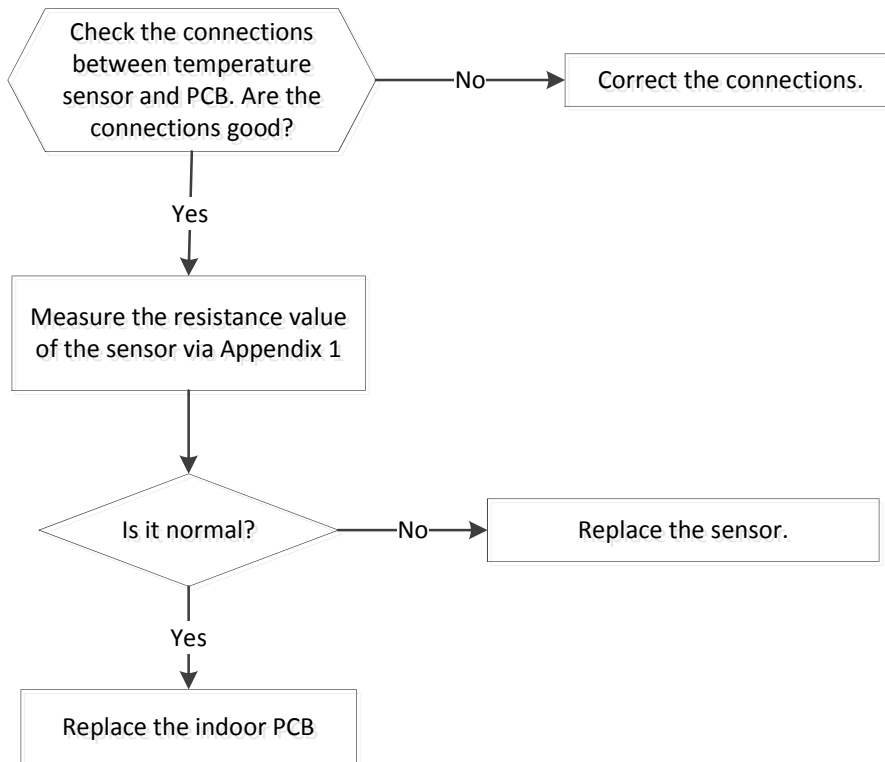 Check the connections
between temperature
sensor and PCB. Are the
connections good?
No
Correct the connections.
Yes
Measure the resistance value
of the sensor via Appendix 1
Is it normal?
No
Replace the sensor.
Yes
Replace the indoor PCB